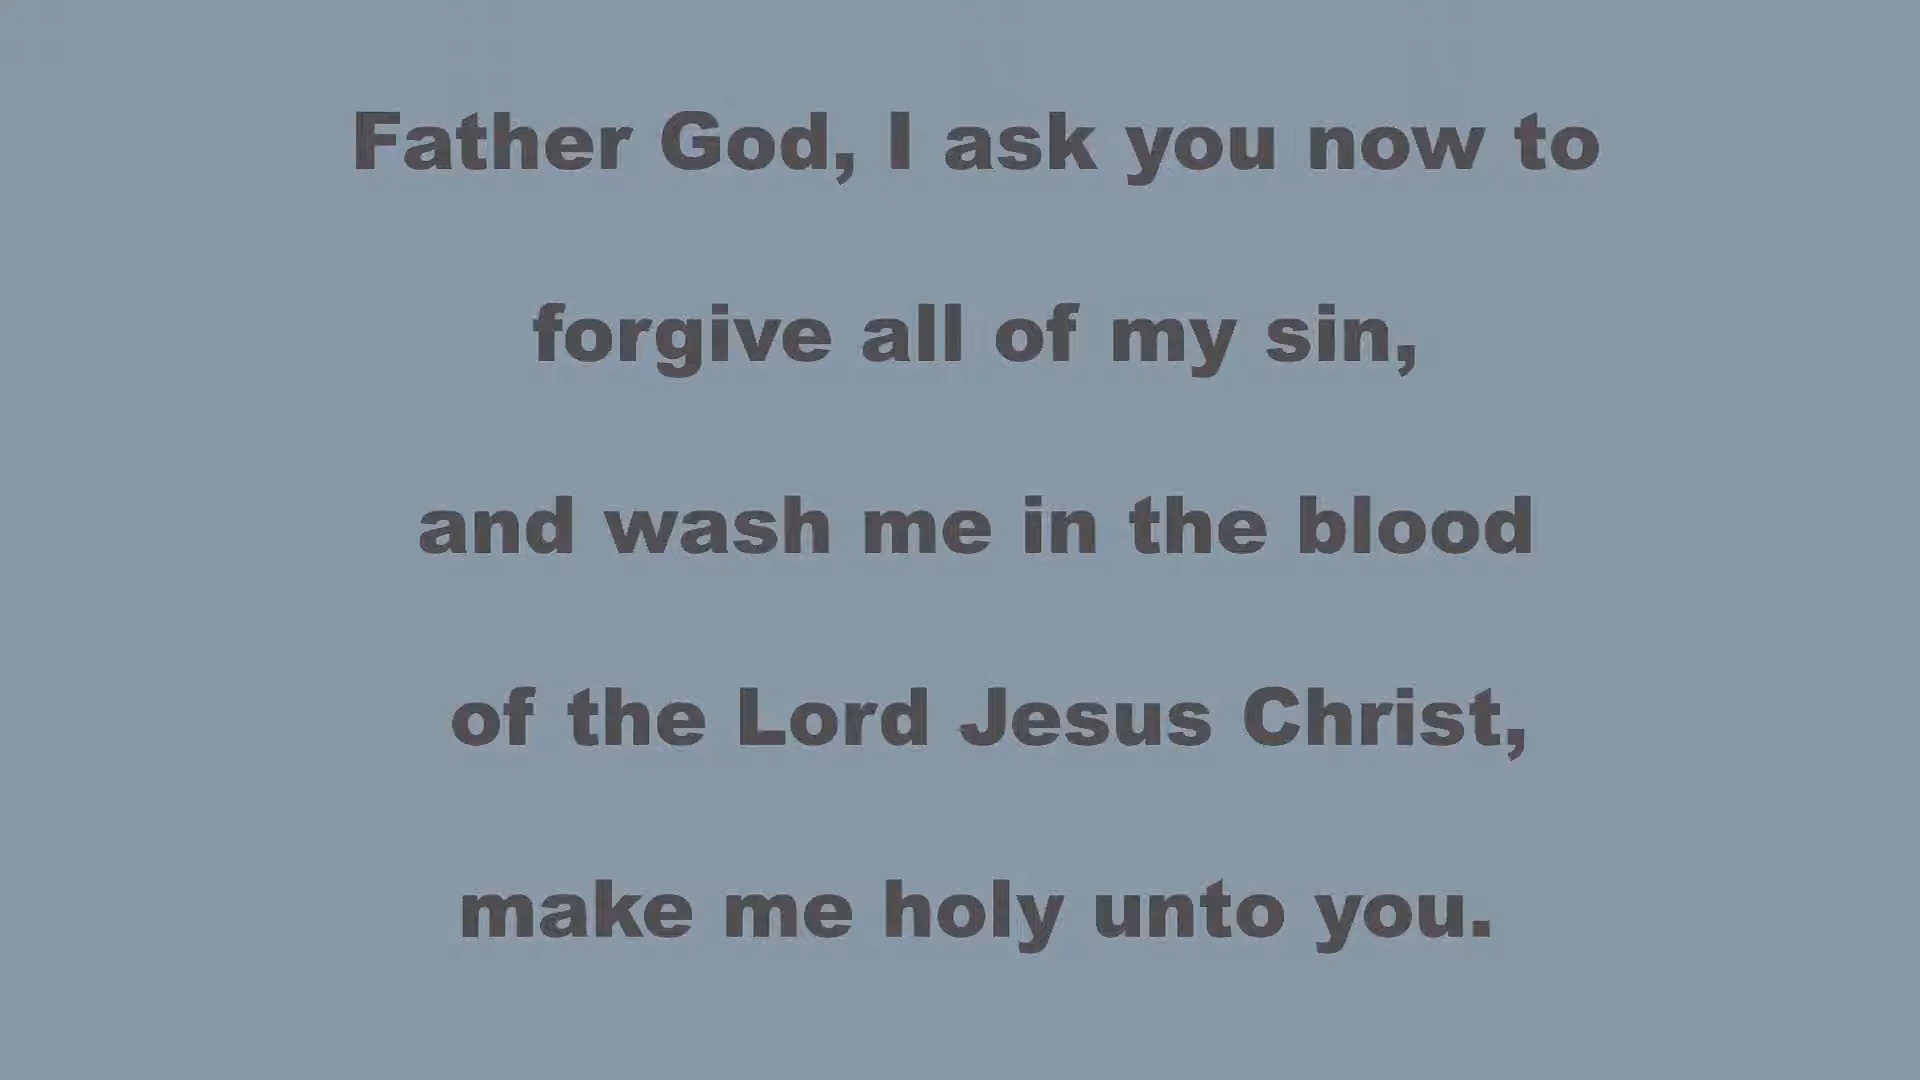 Father God, I ask you now to
forgive all of my sin,
and wash me in the blood
of the Lord Jesus Christ,
make me holy unto you.